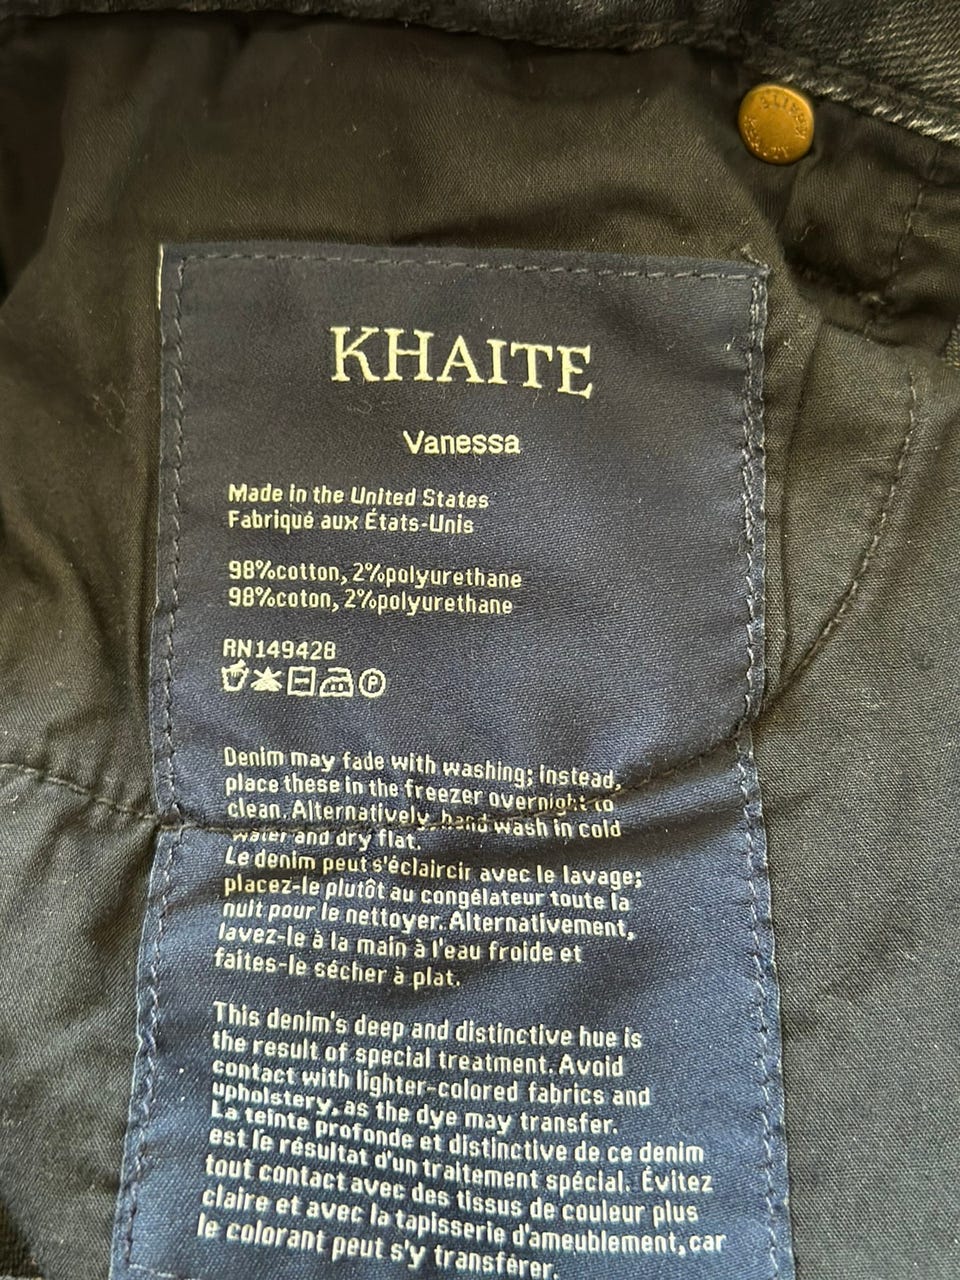 KHAITE
Vanessa
Made in the United States
Fabriqué aux États-Unis
98%cotton, 2%polyurethane
98%coton, 2%polyurethane
RN149428
P
Denim may fade with washing; instead,
place these in the freezer overnight to
clean. Alternatively, hand wash in cold
water and dry flat.
Le denim peut s'éclaircir avec le lavage;
placez-le plutôt au congélateur toute la
nuit pour le nettoyer. Alternativement,
lavez-le à la main à l'eau froide et
faites-le sécher à plat.
This denim's deep and distinctive hue is
the result of special treatment. Avoid
contact with lighter-colored fabrics and
upholstery, as the dye may transfer.
La teinte profonde et distinctive de ce denim
est le résultat d'un traitement spécial. Évitez
tout contact avec des tissus de couleur plus
claire et avec la tapisserie d'ameublement, car
le colorant peut s'y transférer.